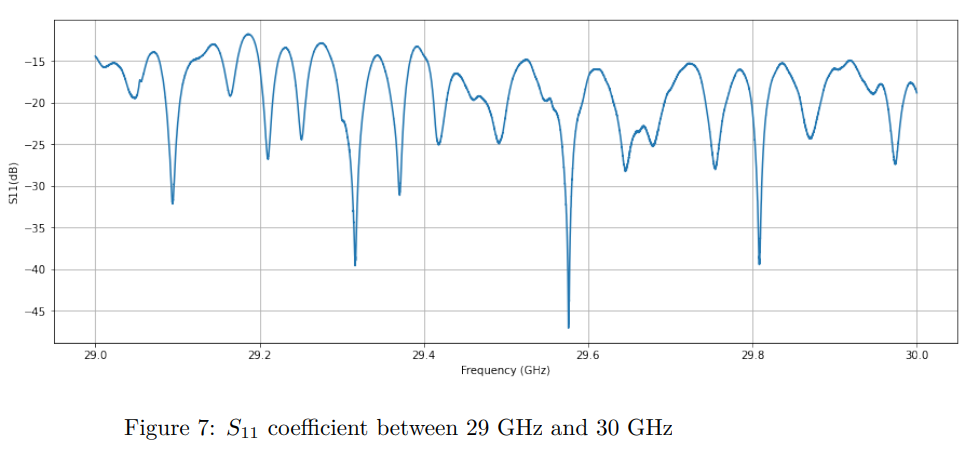 −15
−20
−25
−30
−35
−40
−45
S11(dB)
29.0 29.2 29.4 29.6 29.8 30.0
Frequency (GHz)
Figure 7: S₁₁ coefficient between 29 GHz and 30 GHz